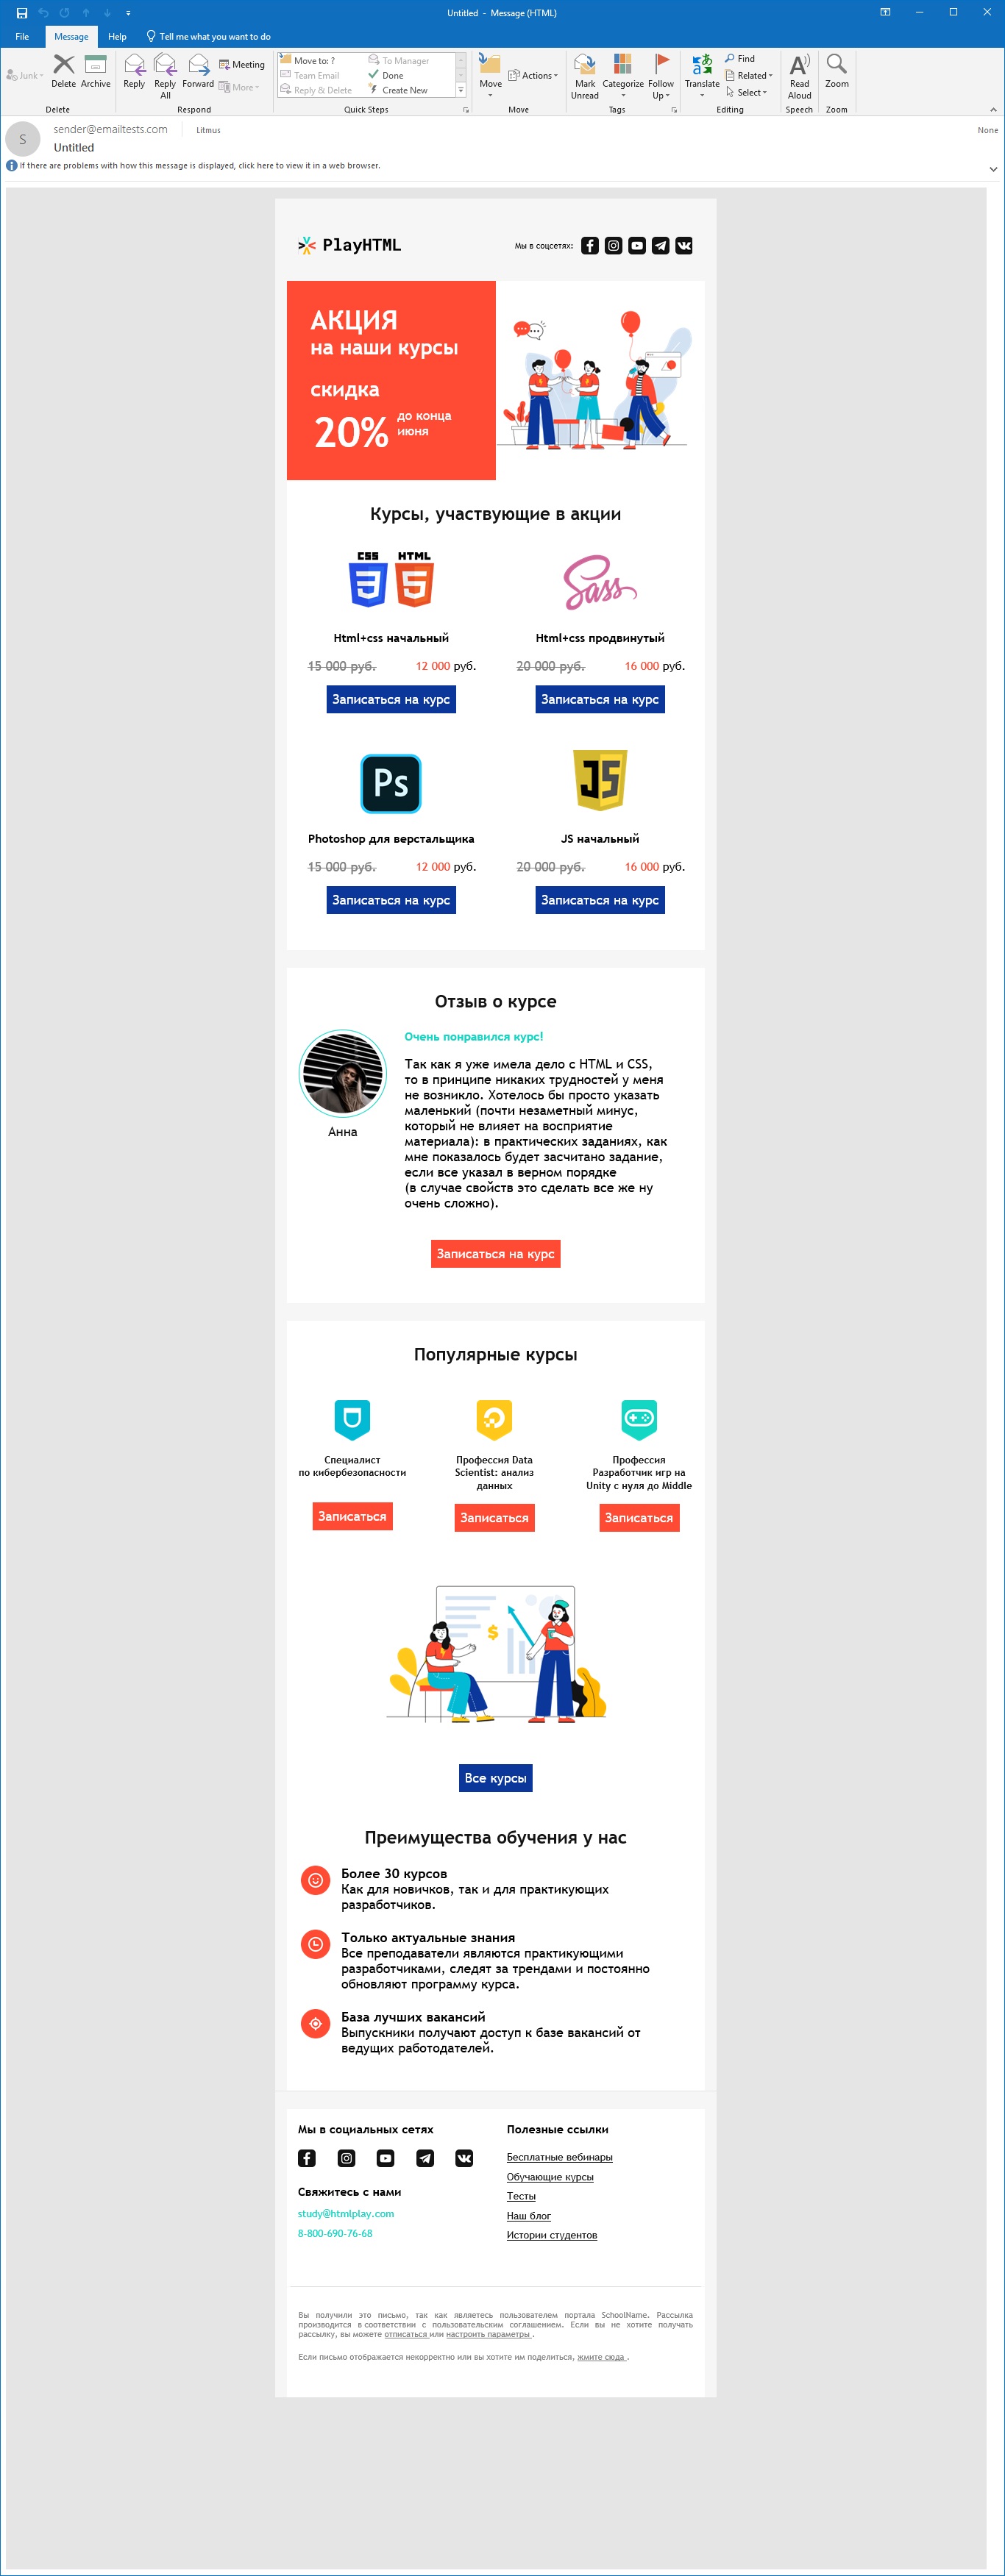 Untitled - Message (HTML)
File Message Help Tell me what you want to do
Junk
Delete
Archive
Reply
Reply All
Forward
Meeting
More
Move to: ?
Team Email
Reply & Delete
To Manager
Done
Create New
Move
Actions
Mark Unread
Categorize
Follow Up
Translate
Find
Related
Select
Read Aloud
Zoom
Delete Respond Quick Steps Move Tags Editing Speech Zoom
S
sender@emailtests.com Litmus None
Untitled
If there are problems with how this message is displayed, click here to view it in a web browser.
PlayHTML Мы в соцсетях:
АКЦИЯ
на наши курсы
скидка
20% до конца
июня
Курсы, участвующие в акции
CSS HTML
3 5 Sass
Html+css начальный Html+css продвинутый
15 000 руб. 12 000 руб. 20 000 руб. 16 000 руб.
Записаться на курс Записаться на курс
Ps JS
Photoshop для верстальщика JS начальный
15 000 руб. 12 000 руб. 20 000 руб. 16 000 руб.
Записаться на курс Записаться на курс
Отзыв о курсе
Анна
Очень понравился курс!
Так как я уже имела дело с HTML и CSS,
то в принципе никаких трудностей у меня
не возникло. Хотелось бы просто указать
маленький (почти незаметный минус,
который не влияет на восприятие
материала): в практических заданиях, как
мне показалось будет засчитано задание,
если все указал в верном порядке
(в случае свойств это сделать все же ну
очень сложно).
Записаться на курс
Популярные курсы
Специалист
по кибербезопасности
Записаться
Профессия Data
Scientist: анализ
данных
Записаться
Профессия
Разработчик игр на
Unity с нуля до Middle
Записаться
$
Все курсы
Преимущества обучения у нас
Более 30 курсов
Как для новичков, так и для практикующих
разработчиков.
Только актуальные знания
Все преподаватели являются практикующими
разработчиками, следят за трендами и постоянно
обновляют программу курса.
База лучших вакансий
Выпускники получают доступ к базе вакансий от
ведущих работодателей.
Мы в социальных сетях
Свяжитесь с нами
study@htmlplay.com
8-800-690-76-68
Полезные ссылки
Бесплатные вебинары
Обучающие курсы
Тесты
Наш блог
Истории студентов
Вы получили это письмо, так как являетесь пользователем портала SchoolName. Рассылка
производится в соответствии с пользовательским соглашением. Если вы не хотите получать
рассылку, вы можете отписаться или настроить параметры .
Если письмо отображается некорректно или вы хотите им поделиться, жмите сюда .